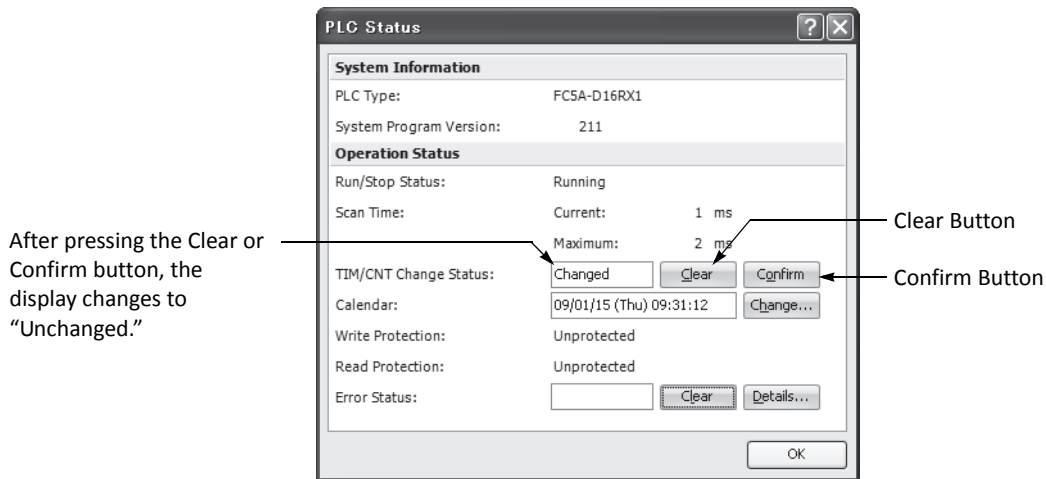 PLC Status
System Information
PLC Type: FC5A-D16RX1
System Program Version: 211
Operation Status
Run/Stop Status: Running
Scan Time: Current: 1 ms
Maximum: 2 ms
TIM/CNT Change Status: Changed Clear Confirm
Calendar: 09/01/15 (Thu) 09:31:12 Change...
Write Protection: Unprotected
Read Protection: Unprotected
Error Status: Clear Details...
OK
After pressing the Clear or
Confirm button, the
display changes to
“Unchanged.”
Clear Button
Confirm Button